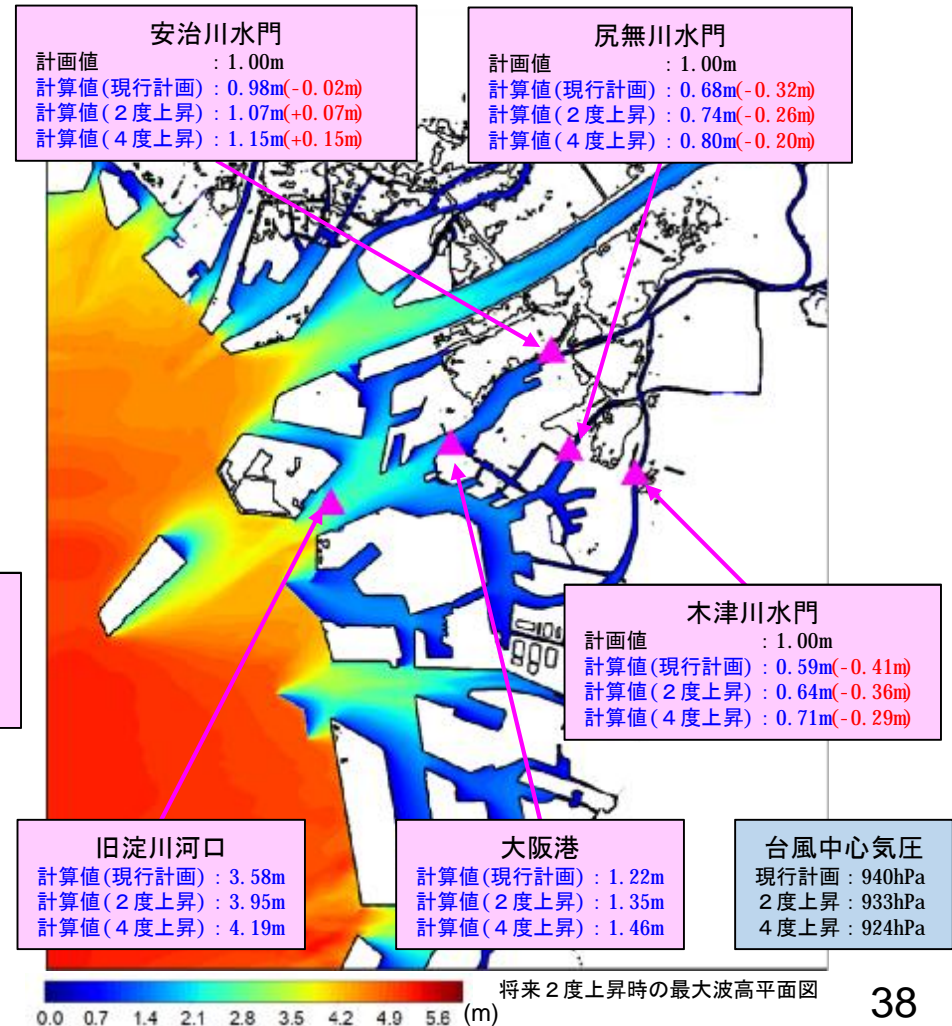 安治川水門
計画値 : 1.00m
計算値(現行計画) : 0.98m(-0.02m)
計算値(2度上昇) : 1.07m(+0.07m)
計算値(4度上昇) : 1.15m(+0.15m)
尻無川水門
計画値 : 1.00m
計算値(現行計画) : 0.68m(-0.32m)
計算値(2度上昇) : 0.74m(-0.26m)
計算値(4度上昇) : 0.80m(-0.20m)
木津川水門
計画値 : 1.00m
計算値(現行計画) : 0.59m(-0.41m)
計算値(2度上昇) : 0.64m(-0.36m)
計算値(4度上昇) : 0.71m(-0.29m)
旧淀川河口
計算値(現行計画) : 3.58m
計算値(2度上昇) : 3.95m
計算値(4度上昇) : 4.19m
大阪港
計算値(現行計画) : 1.22m
計算値(2度上昇) : 1.35m
計算値(4度上昇) : 1.46m
台風中心気圧
現行計画 : 940hPa
2度上昇 : 933hPa
4度上昇 : 924hPa
将来2度上昇時の最大波高平面図
0.0 0.7 1.4 2.1 2.8 3.5 4.2 4.9 5.6 (m)
38